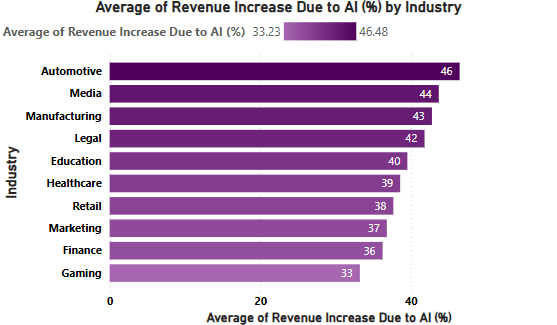 Average of Revenue Increase Due to AI (%) by Industry
Average of Revenue Increase Due to AI (%) 33.23 46.48
Industry
Automotive 46
Media 44
Manufacturing 43
Legal 42
Education 40
Healthcare 39
Retail 38
Marketing 37
Finance 36
Gaming 33
0 20 40
Average of Revenue Increase Due to AI (%)